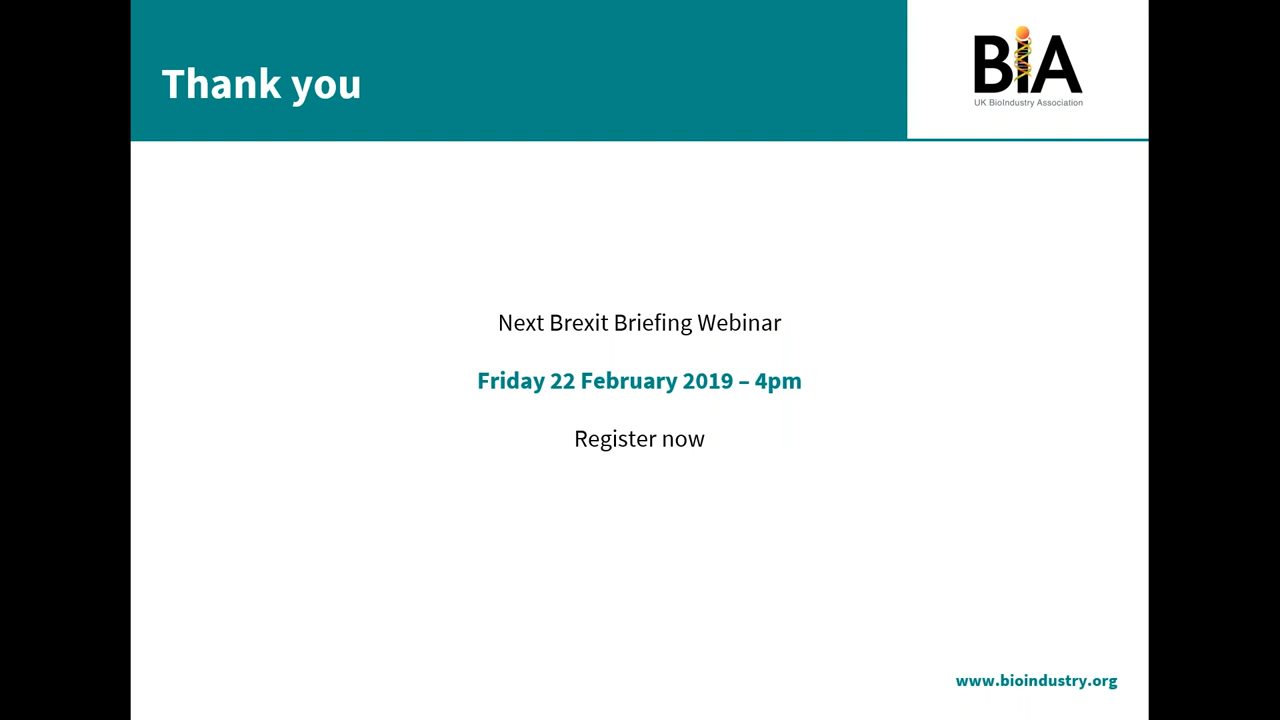 Thank you
BiA
UK BioIndustry Association
Next Brexit Briefing Webinar
Friday 22 February 2019 – 4pm
Register now
www.bioindustry.org